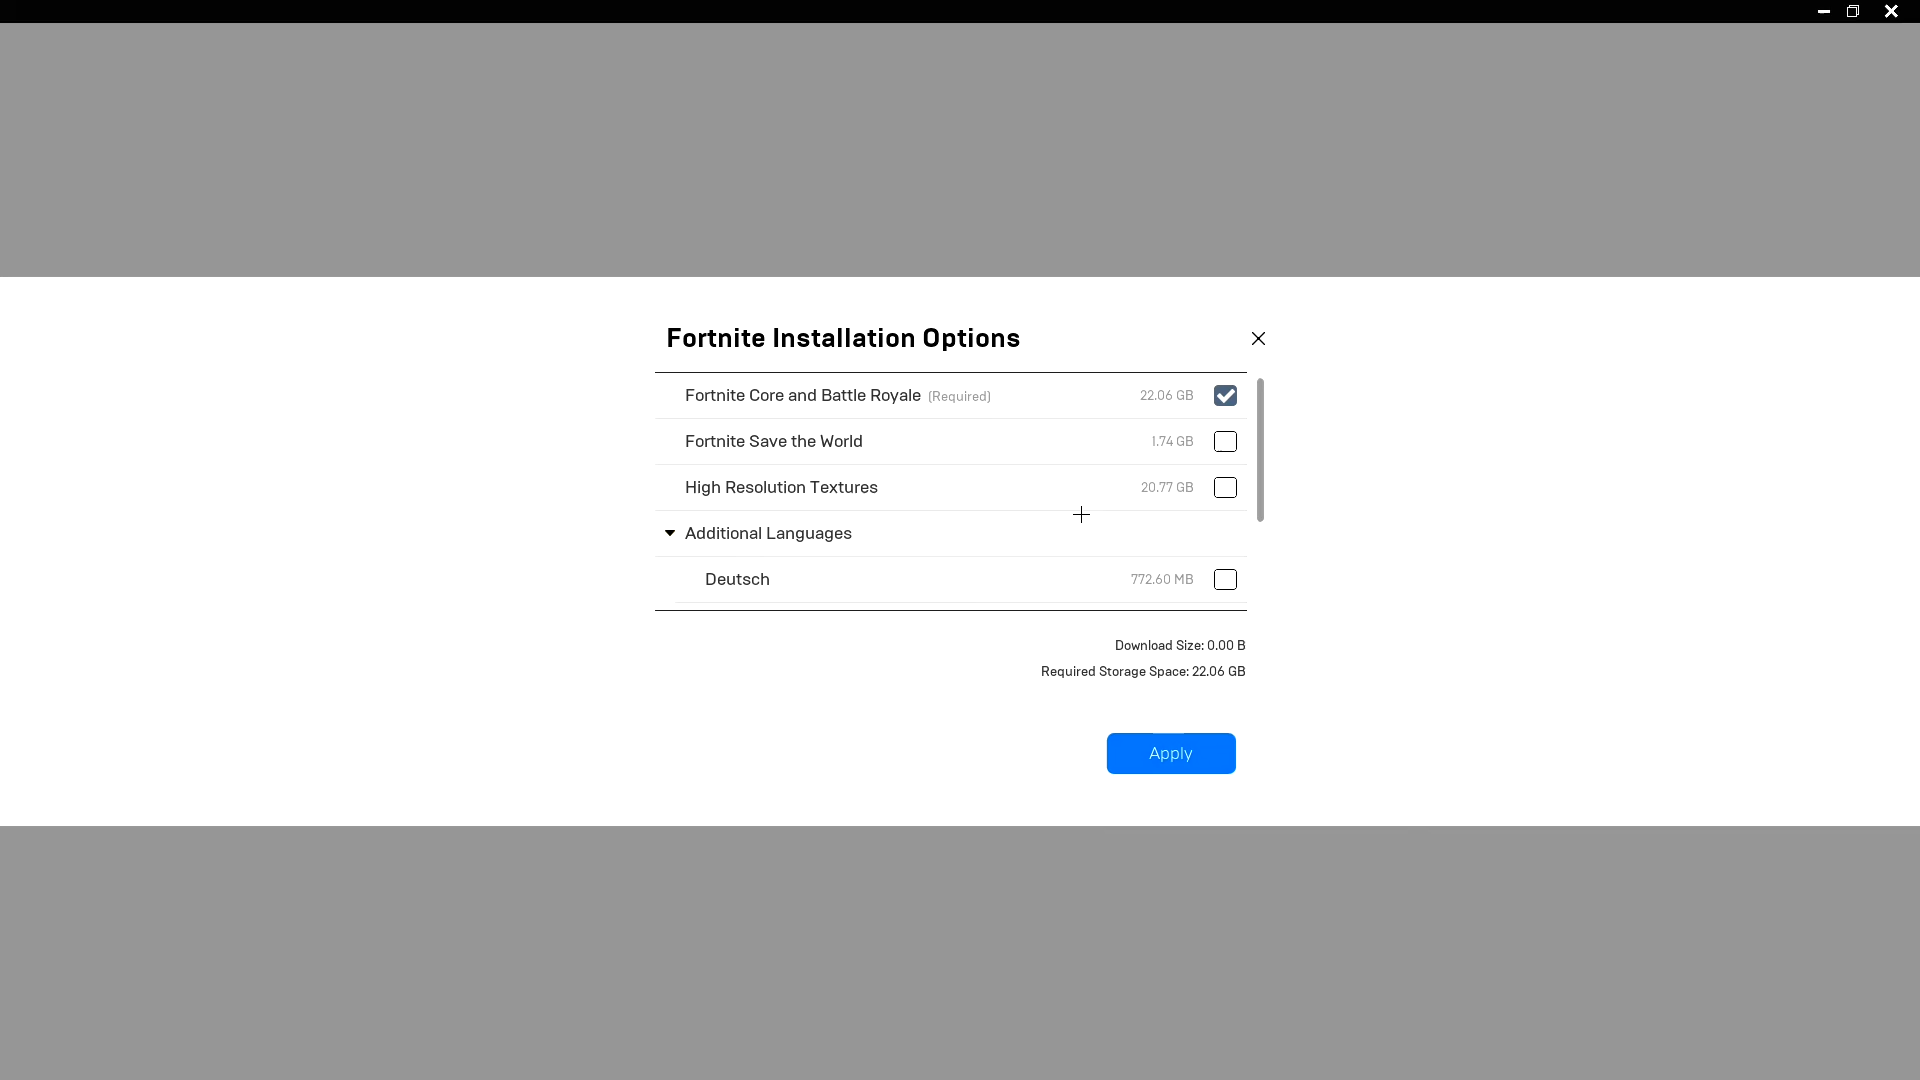 Fortnite Installation Options
Fortnite Core and Battle Royale (Required) 22.06 GB
Fortnite Save the World 1.74 GB
High Resolution Textures 20.77 GB
Additional Languages
Deutsch 772.60 MB
Download Size: 0.00 B
Required Storage Space: 22.06 GB
Apply